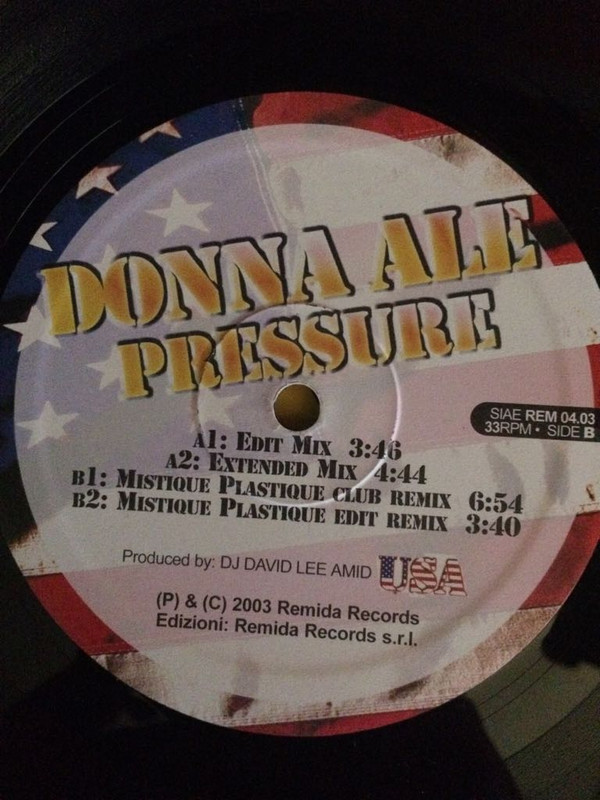 DONNA ALE
PRESSURE
SIAE REM 04.03
33RPM • SIDE B
A1: EDIT MIX 3:46
A2: EXTENDED MIX 4:44
B1: MISTIQUE PLASTIQUE CLUB REMIX 6:54
B2: MISTIQUE PLASTIQUE EDIT REMIX 3:40
Produced by: DJ DAVID LEE AMID USA
(P) & (C) 2003 Remida Records
Edizioni: Remida Records s.r.l.